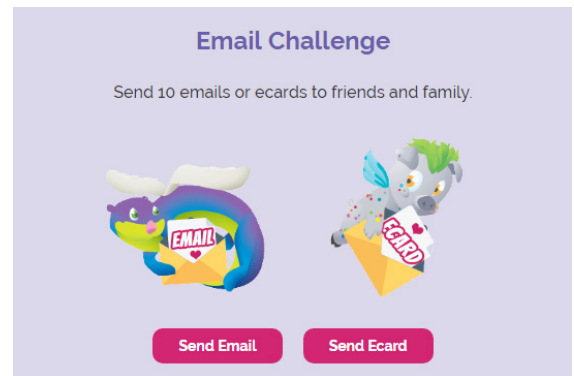 Email Challenge
Send 10 emails or ecards to friends and family.
EMAIL
ECARD
Send Email
Send Ecard